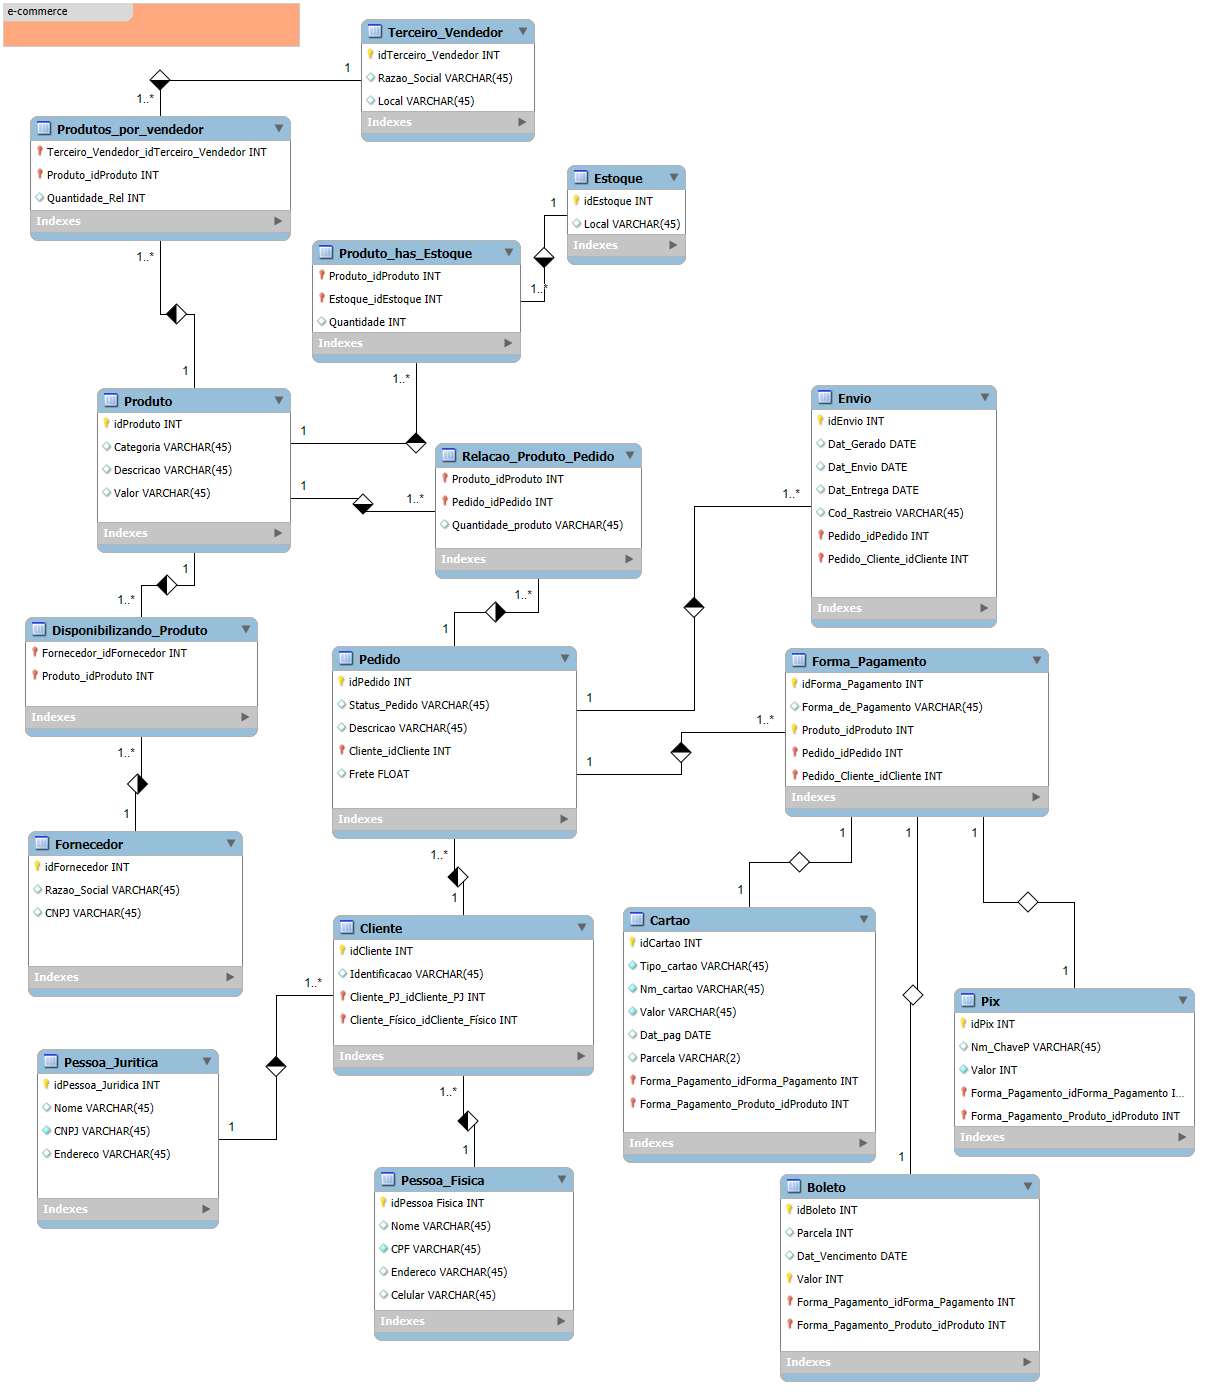 e-commerce
Terceiro_Vendedor
idTerceiro_Vendedor INT
Razao_Social VARCHAR(45)
Local VARCHAR(45)
Indexes
1
1..*
Produtos_por_vendedor
Terceiro_Vendedor_idTerceiro_Vendedor INT
Produto_idProduto INT
Quantidade_Rel INT
Indexes
1..*
1
Estoque
idEstoque INT
Local VARCHAR(45)
Indexes
1
1..*
Produto_has_Estoque
Produto_idProduto INT
Estoque_idEstoque INT
Quantidade INT
Indexes
1..*
1
Produto
idProduto INT
Categoria VARCHAR(45)
Descricao VARCHAR(45)
Valor VARCHAR(45)
Indexes
1
1..*
Relacao_Produto_Pedido
Produto_idProduto INT
Pedido_idPedido INT
Quantidade_produto VARCHAR(45)
Indexes
1..*
1
Envio
idEnvio INT
Dat_Gerado DATE
Dat_Envio DATE
Dat_Entrega DATE
Cod_Rastreio VARCHAR(45)
Pedido_idPedido INT
Pedido_Cliente_idCliente INT
Indexes
1..*
1
1
1..*
Disponibilizando_Produto
Fornecedor_idFornecedor INT
Produto_idProduto INT
Indexes
1..*
1
Pedido
idPedido INT
Status_Pedido VARCHAR(45)
Descricao VARCHAR(45)
Cliente_idCliente INT
Frete FLOAT
Indexes
1
1..*
Forma_Pagamento
idForma_Pagamento INT
Forma_de_Pagamento VARCHAR(45)
Produto_idProduto INT
Pedido_idPedido INT
Pedido_Cliente_idCliente INT
Indexes
1
1
1
Fornecedor
idFornecedor INT
Razao_Social VARCHAR(45)
CNPJ VARCHAR(45)
Indexes
1..*
1
Cliente
idCliente INT
Identificacao VARCHAR(45)
Cliente_PJ_idCliente_PJ INT
Cliente_Físico_idCliente_Físico INT
Indexes
1..*
1
1..*
1
1
Cartao
idCartao INT
Tipo_cartao VARCHAR(45)
Nm_cartao VARCHAR(45)
Valor VARCHAR(45)
Dat_pag DATE
Parcela VARCHAR(2)
Forma_Pagamento_idForma_Pagamento INT
Forma_Pagamento_Produto_idProduto INT
Indexes
1
Pix
idPix INT
Nm_ChaveP VARCHAR(45)
Valor INT
Forma_Pagamento_idForma_Pagamento I...
Forma_Pagamento_Produto_idProduto INT
Indexes
Pessoa_Juritica
idPessoa_Juridica INT
Nome VARCHAR(45)
CNPJ VARCHAR(45)
Endereco VARCHAR(45)
Indexes
Pessoa_Fisica
idPessoa Fisica INT
Nome VARCHAR(45)
CPF VARCHAR(45)
Endereco VARCHAR(45)
Celular VARCHAR(45)
Indexes
1
Boleto
idBoleto INT
Parcela INT
Dat_Vencimento DATE
Valor INT
Forma_Pagamento_idForma_Pagamento INT
Forma_Pagamento_Produto_idProduto INT
Indexes